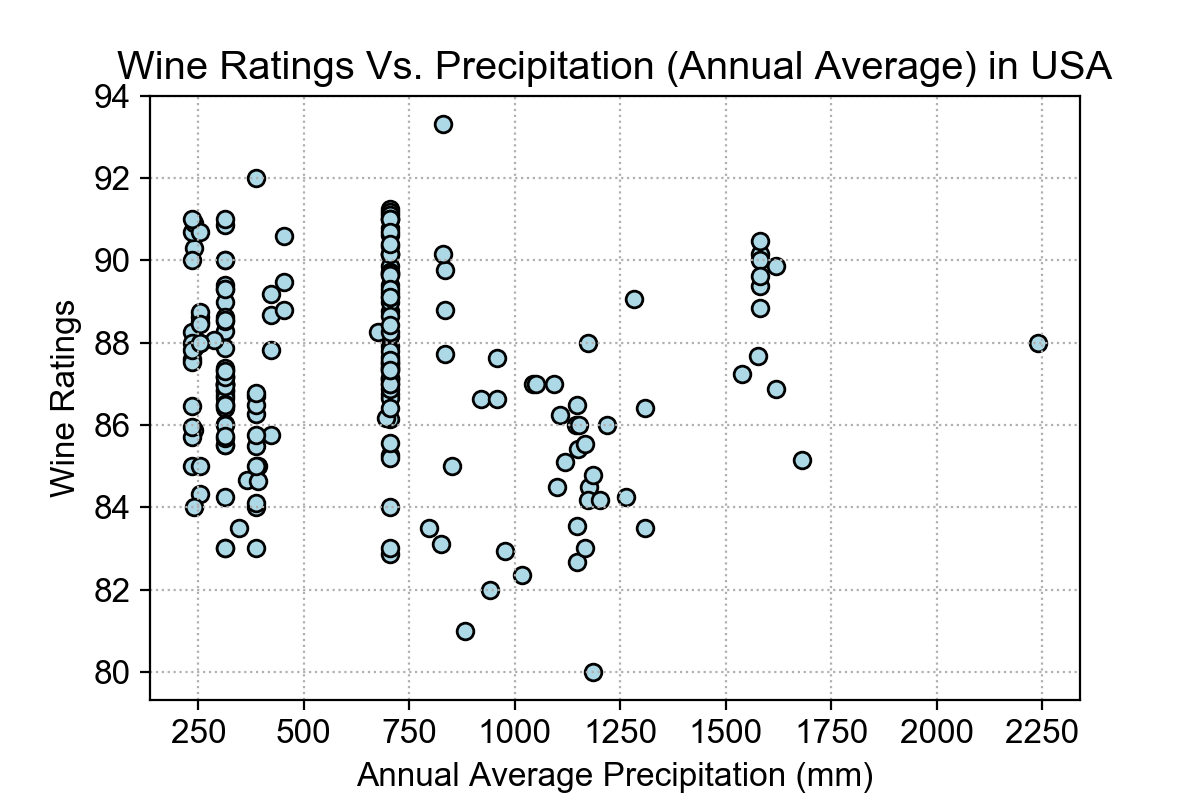 Wine Ratings Vs. Precipitation (Annual Average) in USA
94
92
90
88
86
84
82
80
Wine Ratings
250 500 750 1000 1250 1500 1750 2000 2250
Annual Average Precipitation (mm)